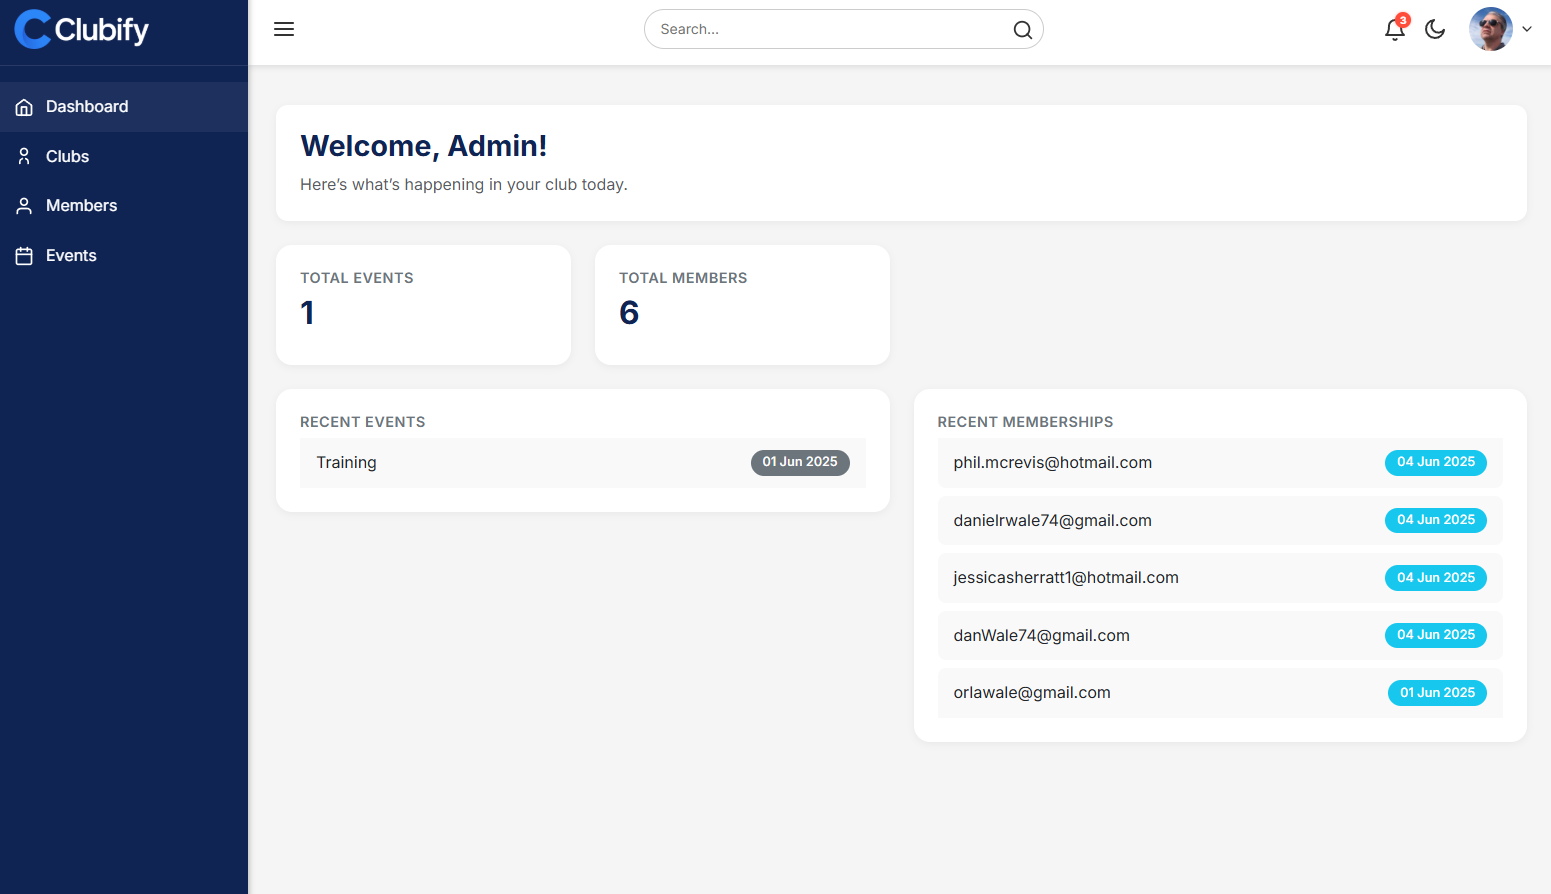 Clubify
Search...
3
Dashboard
Clubs
Members
Events
Welcome, Admin!
Here’s what’s happening in your club today.
TOTAL EVENTS
1
TOTAL MEMBERS
6
RECENT EVENTS
Training 01 Jun 2025
RECENT MEMBERSHIPS
phil.mcrevis@hotmail.com 04 Jun 2025
danielrwale74@gmail.com 04 Jun 2025
jessicasherratt1@hotmail.com 04 Jun 2025
danWale74@gmail.com 04 Jun 2025
orlawale@gmail.com 01 Jun 2025